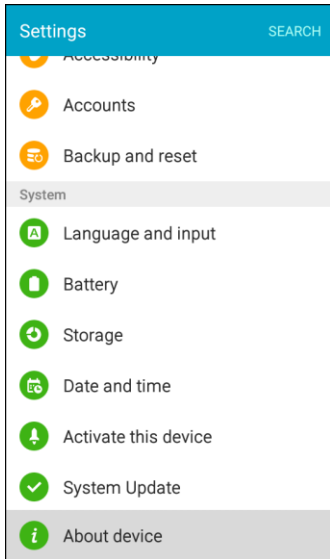 Settings
SEARCH
Accessibility
Accounts
Backup and reset
System
A
Language and input
Battery
Storage
Date and time
Activate this device
System Update
i
About device